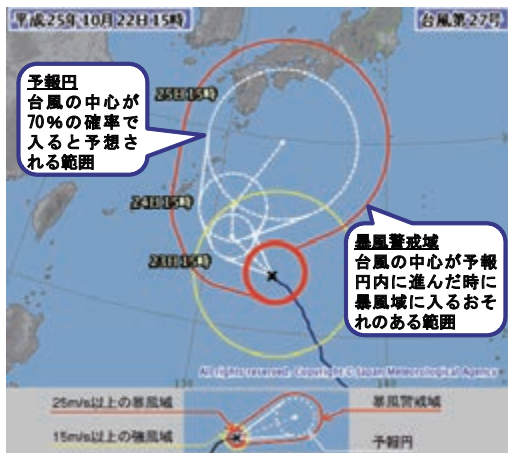 平成25年10月22日15時
台風第27号
予報円
台風の中心が
70%の確率で
入ると予想さ
れる範囲
25日15時
24日15時
23日15時
暴風警戒域
台風の中心が予報
円内に進んだ時に
暴風域に入るおそ
れのある範囲
All rights reserved. Copyright © Japan Meteorological Agency
130
140
25m/s以上の暴風域
暴風警戒域
15m/s以上の強風域
予報円